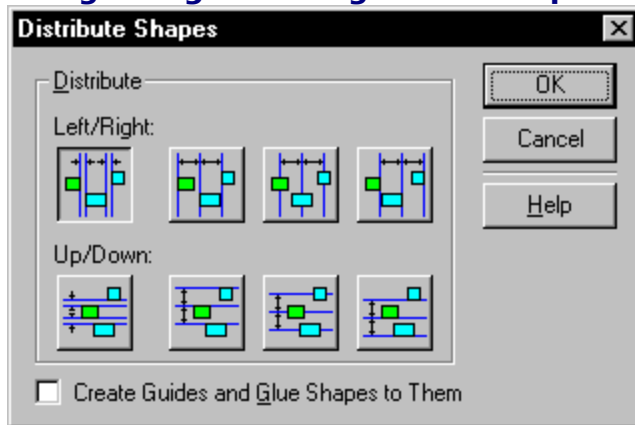 Distribute Shapes
Distribute
OK
Left/Right:
Cancel
Help
Up/Down:
Create Guides and Glue Shapes to Them